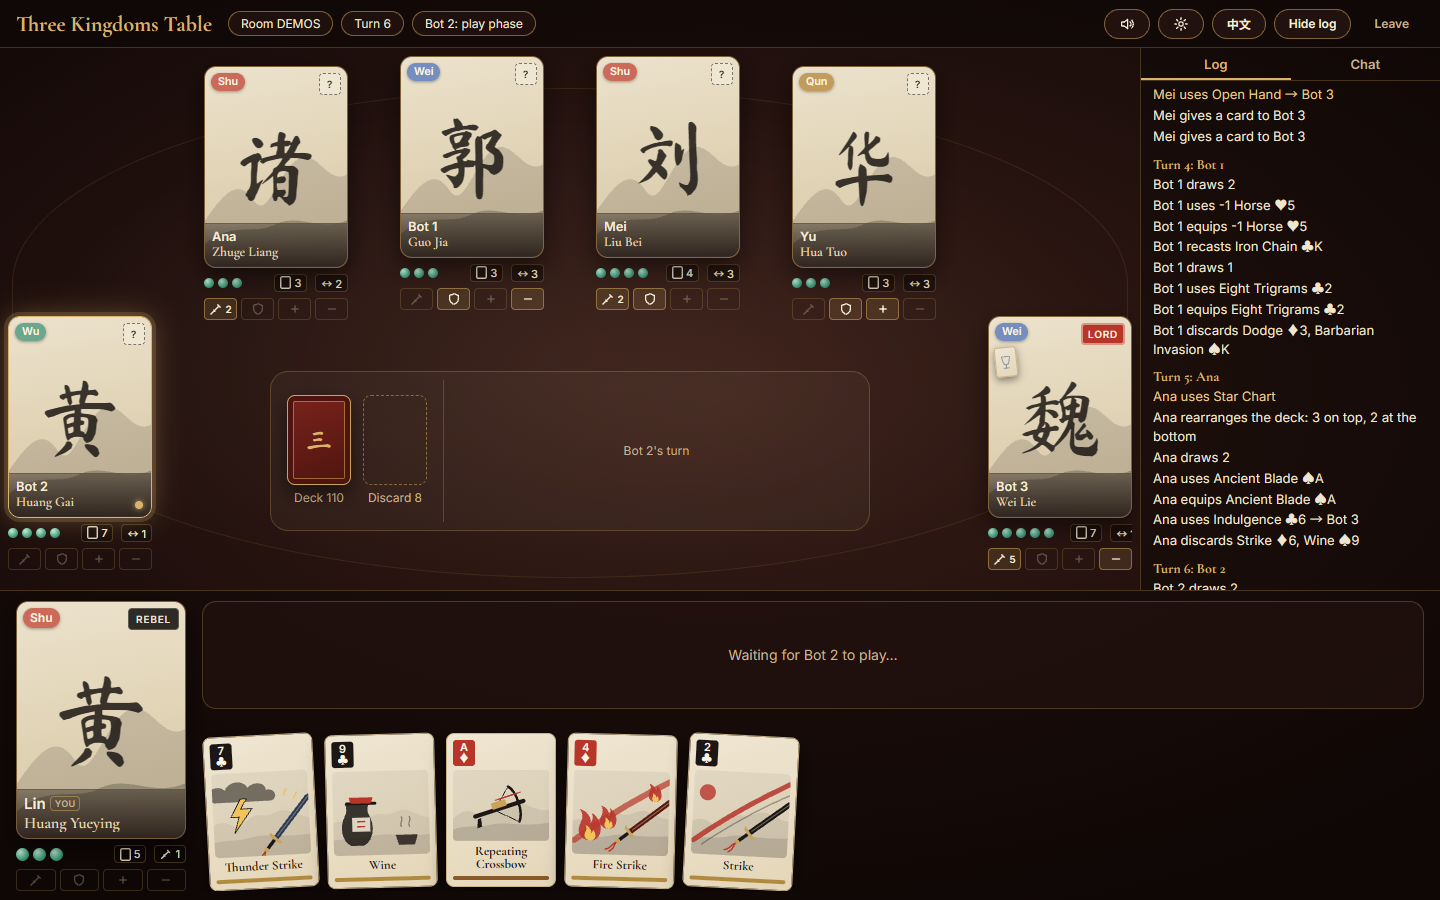 Three Kingdoms Table
Room DEMOS
Turn 6
Bot 2: play phase
中文
Hide log
Leave
Shu
?
诸
Ana
Zhuge Liang
3
↔ 2
2
+
−
Wei
?
郭
Bot 1
Guo Jia
3
↔ 3
+
−
Shu
?
刘
Mei
Liu Bei
4
↔ 3
2
+
−
Qun
?
华
Yu
Hua Tuo
3
↔ 3
+
−
Wu
?
黄
Bot 2
Huang Gai
7
↔ 1
+
−
三
Deck 110
Discard 8
Bot 2's turn
Wei
LORD
魏
Bot 3
Wei Lie
7
↔
5
+
−
Log
Chat
Mei uses Open Hand → Bot 3
Mei gives a card to Bot 3
Mei gives a card to Bot 3
Turn 4: Bot 1
Bot 1 draws 2
Bot 1 uses -1 Horse ♥5
Bot 1 equips -1 Horse ♥5
Bot 1 recasts Iron Chain ♣K
Bot 1 draws 1
Bot 1 uses Eight Trigrams ♣2
Bot 1 equips Eight Trigrams ♣2
Bot 1 discards Dodge ♦3, Barbarian
Invasion ♠K
Turn 5: Ana
Ana uses Star Chart
Ana rearranges the deck: 3 on top, 2 at the
bottom
Ana draws 2
Ana uses Ancient Blade ♠A
Ana equips Ancient Blade ♠A
Ana uses Indulgence ♣6 → Bot 3
Ana discards Strike ♦6, Wine ♠9
Turn 6: Bot 2
Bot 2 draws 2
Shu
REBEL
黄
Lin YOU
Huang Yueying
5
1
+
−
Waiting for Bot 2 to play...
7
♣
Thunder Strike
9
♣
Wine
A
♦
Repeating
Crossbow
4
♦
Fire Strike
2
♣
Strike